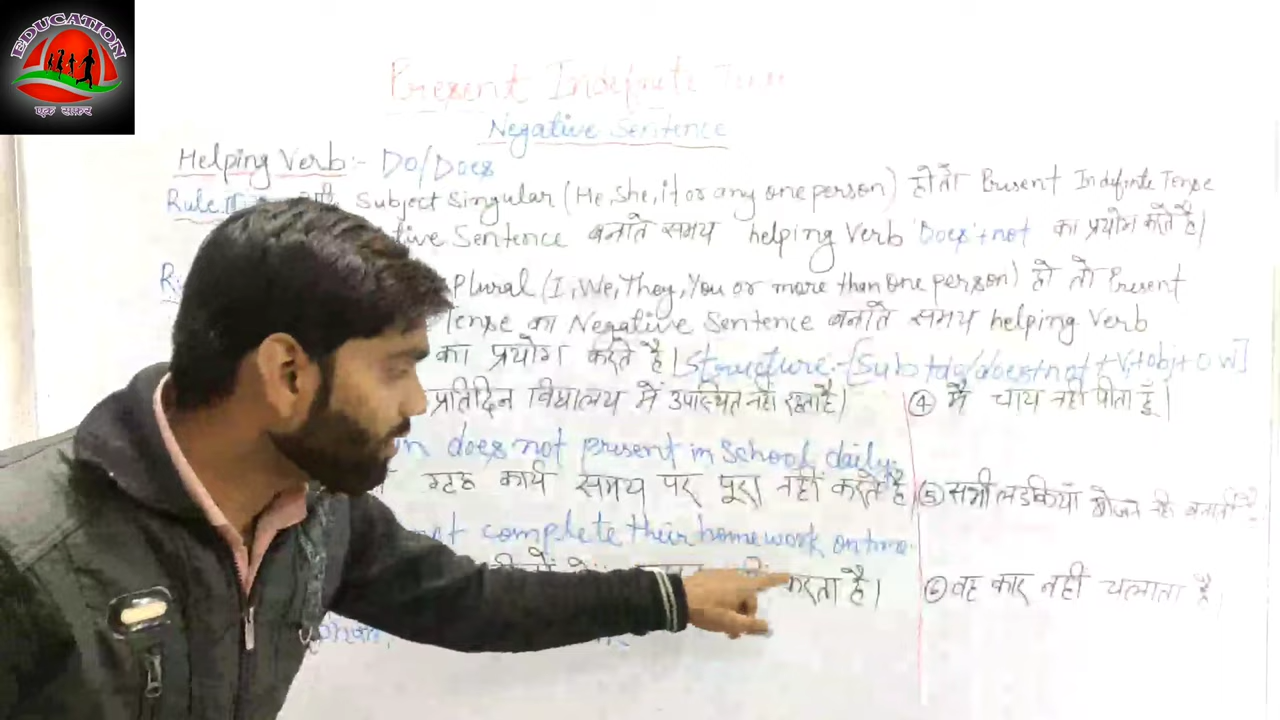 EDUCATION
एक सफ़र
Present Indefinite
Negative Sentence
Helping Verb:- Do/Does
Rule Subject Singular (He, She, it or any one person) हो तो Present Indefinite Tense
tive Sentence बनाते समय helping Verb Does+not का प्रयोग करते है।
Plural (I, We, They, You or more than one person) हो तो Present
Tense का Negative Sentence बनाते समय helping Verb
का प्रयोग करते है। Structure:-[Sub+do/does+not+V1+obj+OW]
प्रतिदिन विद्यालय में उपस्थित नहीं रहता है।
does not present in School daily.
गृह कार्य समय पर पूरा नहीं करते है।
not complete their homework on time.
करता है।
④ मै चाय नहीं पीता हूँ।
⑤ सभी लडकियाँ भोजन नही बनाती है
⑥ वह कार नहीं चलाता है।